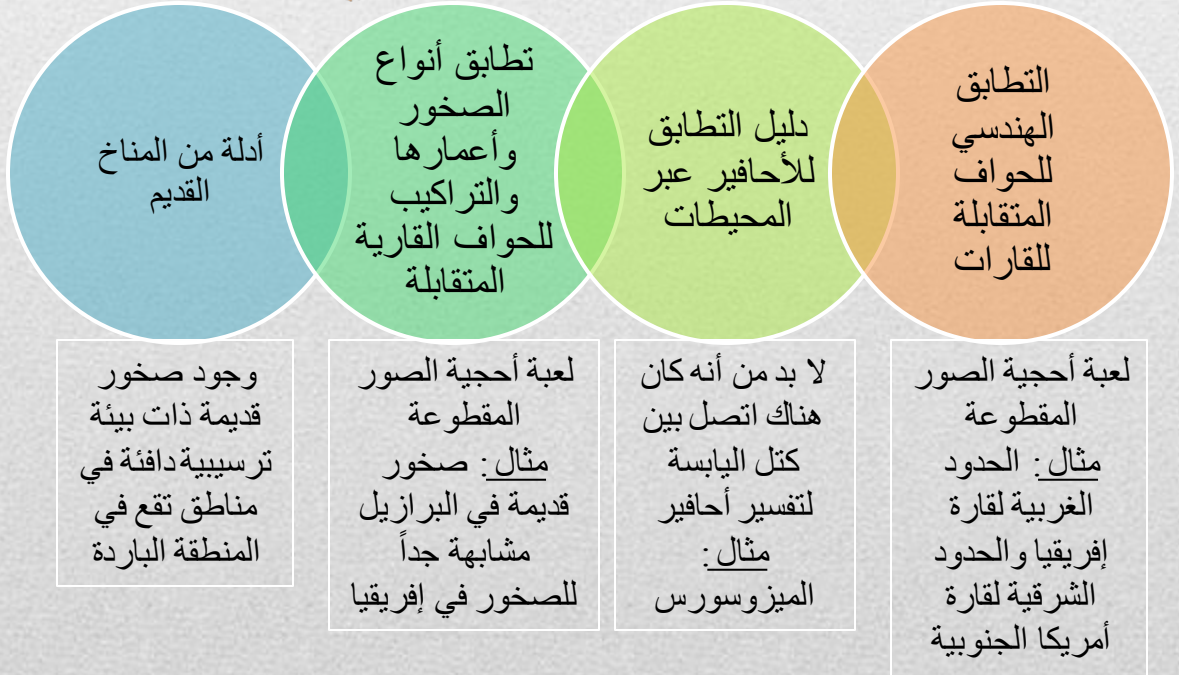 التطابق
الهندسي
للحواف
المتقابلة
للقارات
دليل التطابق
للأحافير عبر
المحيطات
تطابق أنواع
الصخور
وأعمارها
والتراكيب
للحواف القارية
المتقابلة
أدلة من المناخ
القديم
لعبة أحجية الصور
المقطوعة
مثال: الحدود
الغربية لقارة
إفريقيا والحدود
الشرقية لقارة
أمريكا الجنوبية
لا بد من أنه كان
هناك اتصل بين
كتل اليابسة
لتفسير أحافير
مثال:
الميزوسورس
لعبة أحجية الصور
المقطوعة
مثال: صخور
قديمة في البرازيل
مشابهة جداً
للصخور في إفريقيا
وجود صخور
قديمة ذات بيئة
ترسيبية دافئة في
مناطق تقع في
المنطقة الباردة